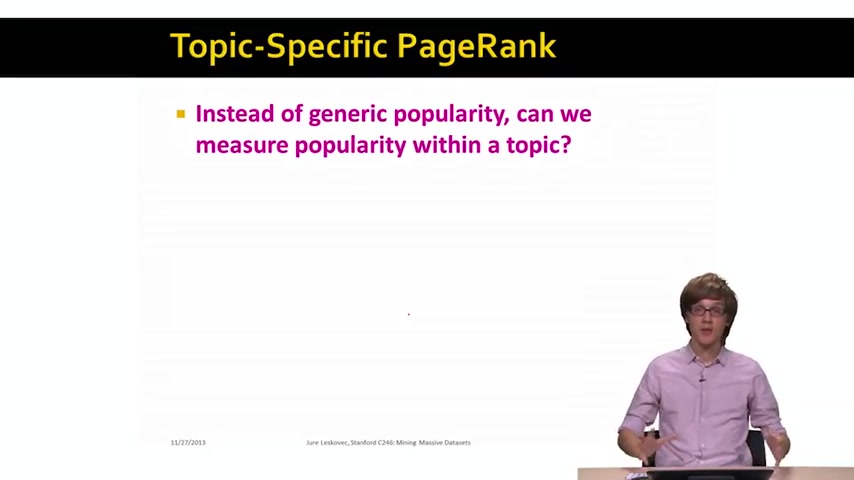 Topic-Specific PageRank
Instead of generic popularity, can we
measure popularity within a topic?
11/27/2013
Jure Leskovec, Stanford C246: Mining Massive Datasets